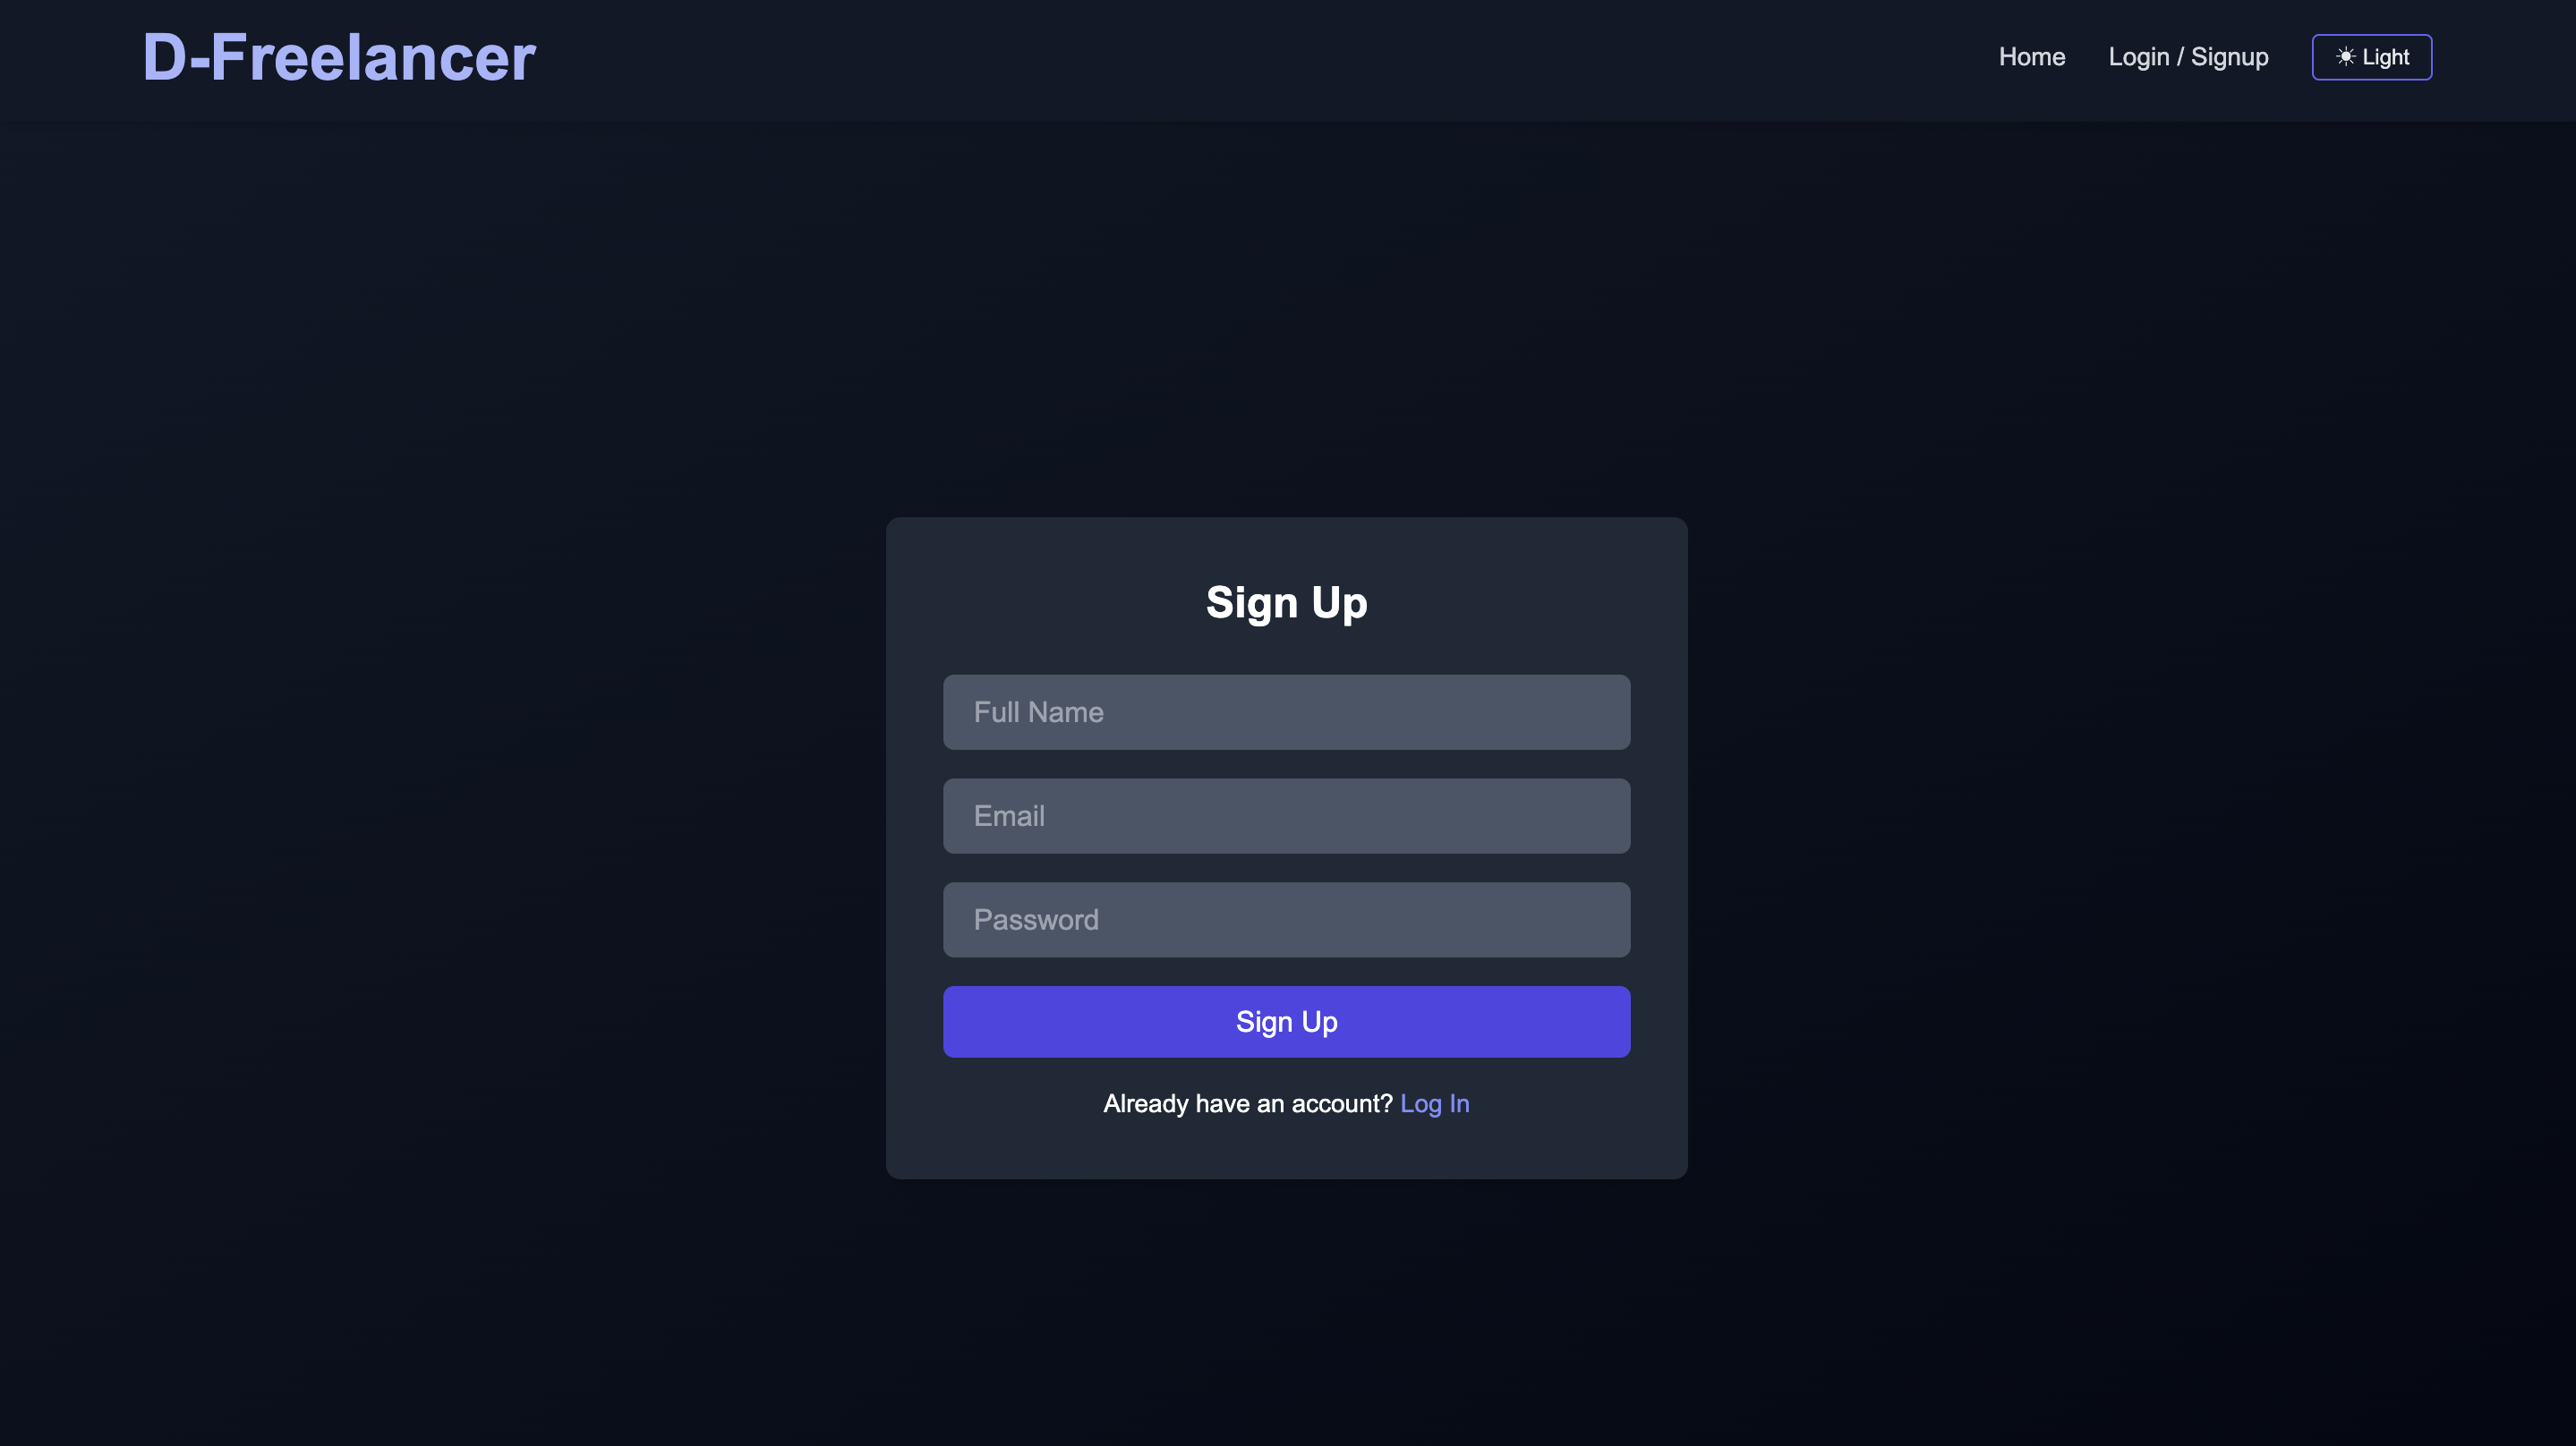 D-Freelancer
Home
Login / Signup
☀ Light
Sign Up
Full Name
Email
Password
Sign Up
Already have an account? Log In